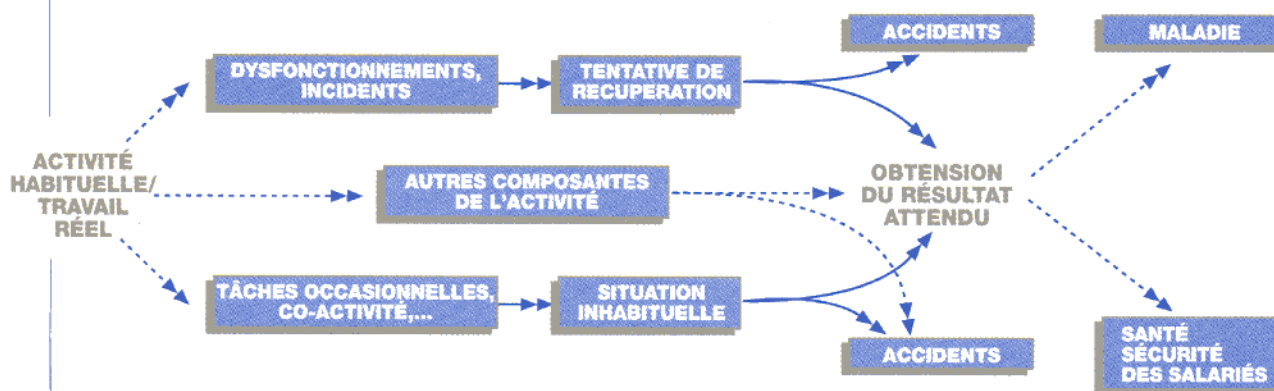 ACCIDENTS
MALADIE
DYSFONCTIONNEMENTS,
INCIDENTS
TENTATIVE DE
RECUPERATION
ACTIVITÉ
HABITUELLE/
TRAVAIL
RÉEL
AUTRES COMPOSANTES
DE L'ACTIVITÉ
OBTENSION
DU RÉSULTAT
ATTENDU
TÂCHES OCCASIONNELLES,
CO-ACTIVITÉ,...
SITUATION
INHABITUELLE
ACCIDENTS
SANTÉ
SÉCURITÉ
DES SALARIÉS